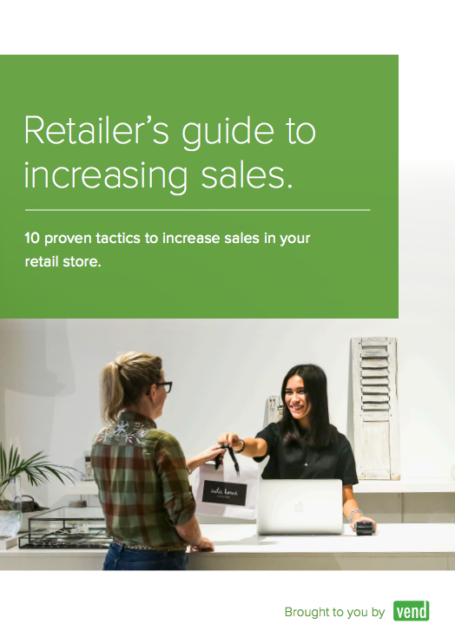 Retailer's guide to
increasing sales.
10 proven tactics to increase sales in your
retail store.
Brought to you by vend